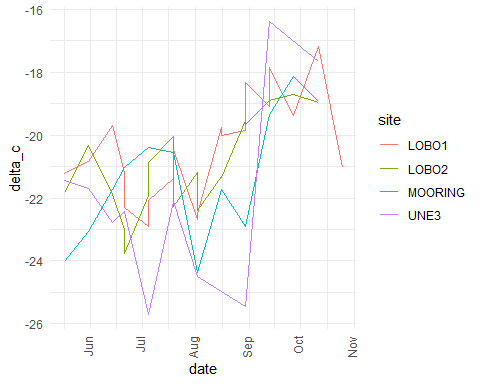 -16
-18
-20
-22
-24
-26
delta_c
Jun
Jul
Aug
Sep
Oct
Nov
date
site
LOBO1
LOBO2
MOORING
UNE3